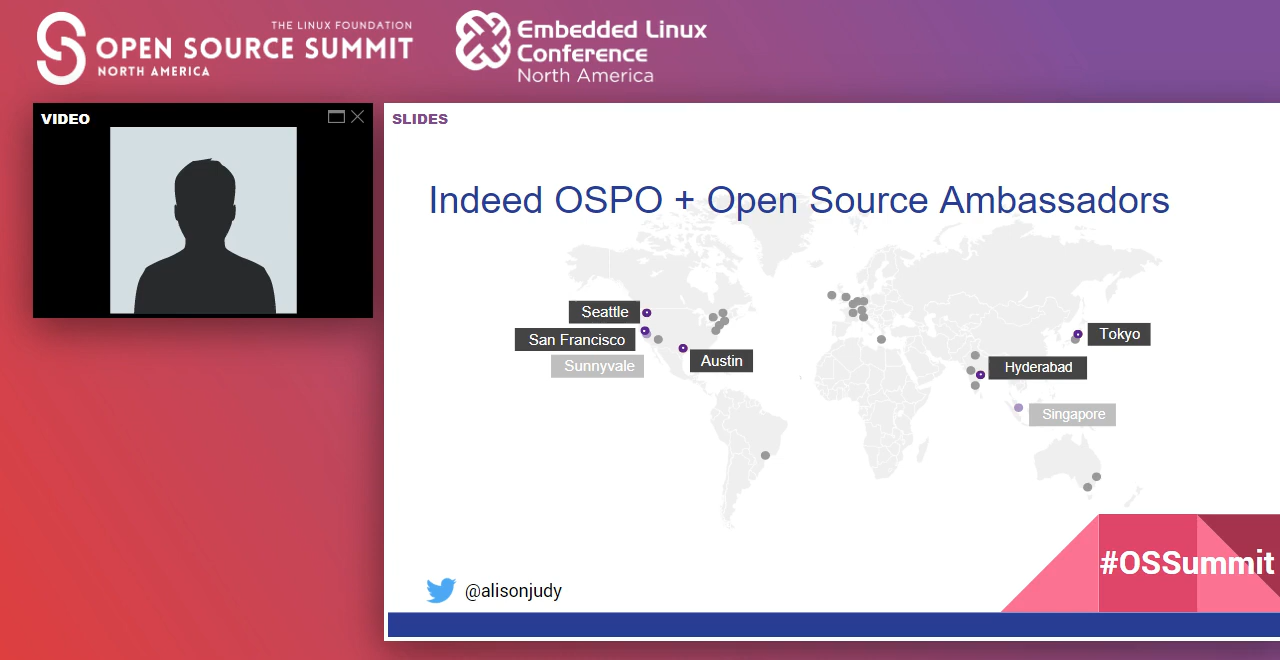 THE LINUX FOUNDATION
OPEN SOURCE SUMMIT
NORTH AMERICA
Embedded Linux
Conference
North America
VIDEO
SLIDES
Indeed OSPO + Open Source Ambassadors
Seattle
San Francisco
Sunnyvale
Austin
Tokyo
Hyderabad
Singapore
#OSSummit
@alisonjudy